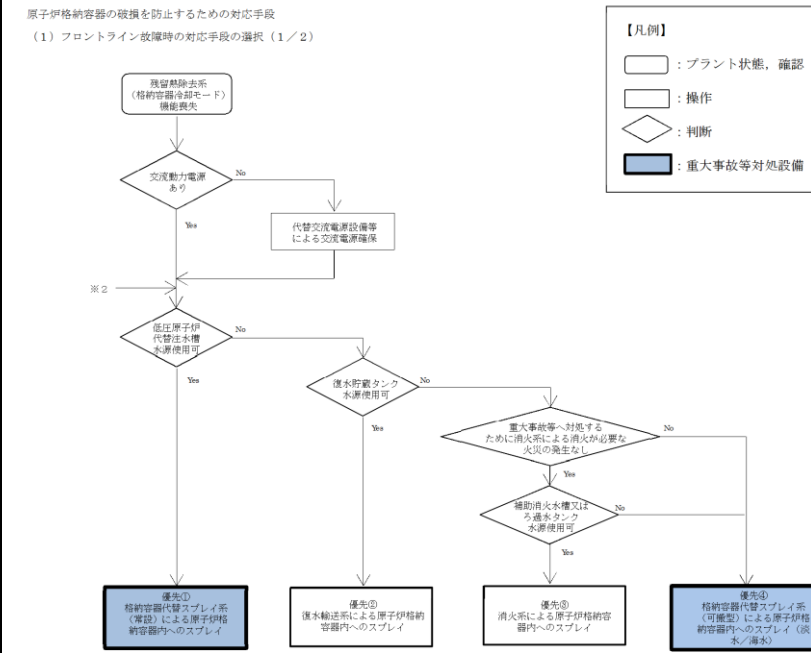 原子炉格納容器の破損を防止するための対応手段
（１）フロントライン故障時の対応手段の選択（１／２）
【凡例】
：プラント状態，確認
：操作
：判断
：重大事故等対処設備
残留熱除去系
（格納容器冷却モード）
機能喪失
交流動力電源
あり
No
Yes
代替交流電源設備等
による交流電源確保
※２
低圧原子炉
代替注水槽
水源使用可
No
Yes
復水貯蔵タンク
水源使用可
No
Yes
重大事故等へ対処する
ために消火系による消火が必要な
火災の発生なし
No
Yes
補助消火水槽又は
ろ過水タンク
水源使用可
No
Yes
優先①
格納容器代替スプレイ系
（常設）による原子炉格
納容器内へのスプレイ
優先②
復水輸送系による原子炉格納
容器内へのスプレイ
優先③
消火系による原子炉格納容
器内へのスプレイ
優先④
格納容器代替スプレイ系
（可搬型）による原子炉格
納容器内へのスプレイ（淡
水／海水）